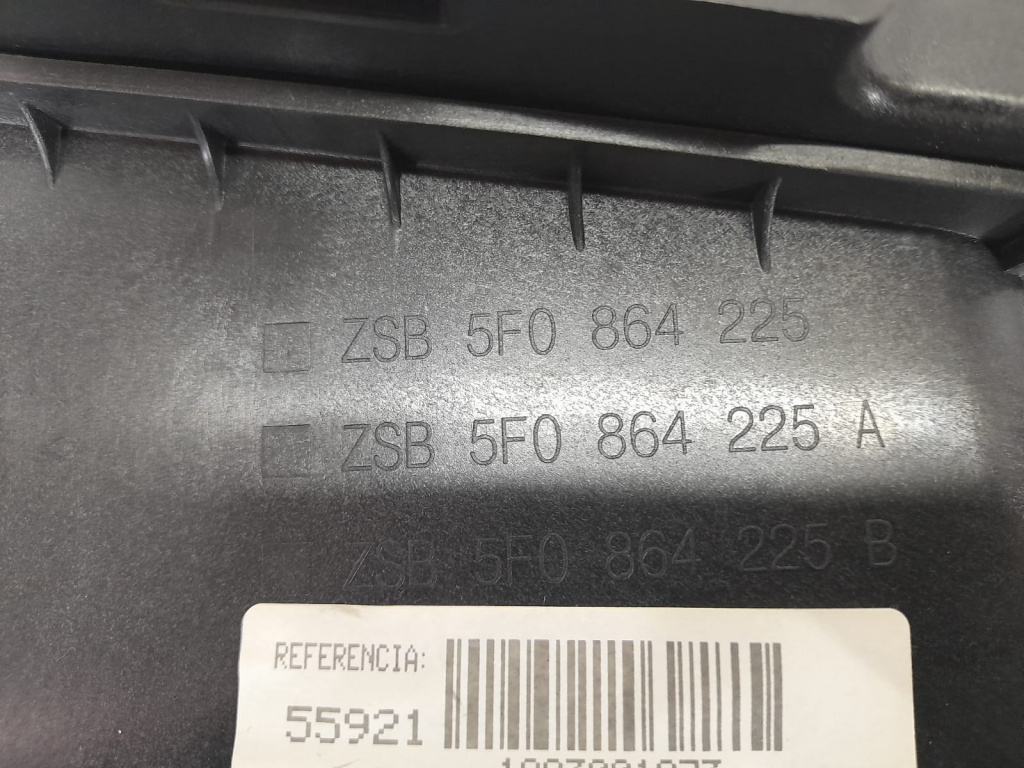 ZSB 5F0 864 225
ZSB 5F0 864 225 A
ZSB 5F0 864 225 B
REFERENCIA:
55921